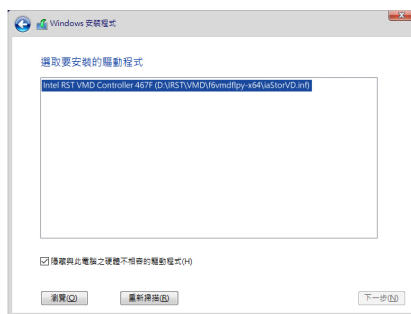 Windows 安裝程式
選取要安裝的驅動程式
Intel RST VMD Controller 467F (D:\IRST\VMD\f6vmdflpy-x64\iaStorVD.inf)
隱藏與此電腦之硬體不相容的驅動程式(H)
瀏覽(O) 重新掃描(R) 下一步(N)